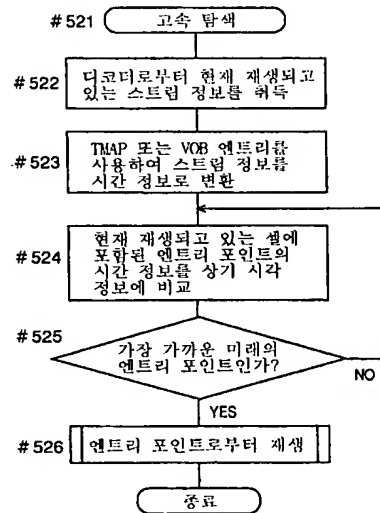 #521 고속 탐색
#522
디코더로부터 현재 재생되고
있는 스트림 정보를 취득
#523
TMAP 또는 VOB 엔트리를
사용하여 스트림 정보를
시간 정보로 변환
#524
현재 재생되고 있는 셀에
포함된 엔트리 포인트의
시간 정보를 상기 시각
정보에 비교
#525
가장 가까운 미래의
엔트리 포인트인가?
NO
YES
#526 엔트리 포인트로부터 재생
종료